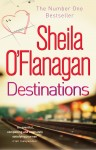 The Number One
Bestseller
Sheila
O'Flanagan
Destinations